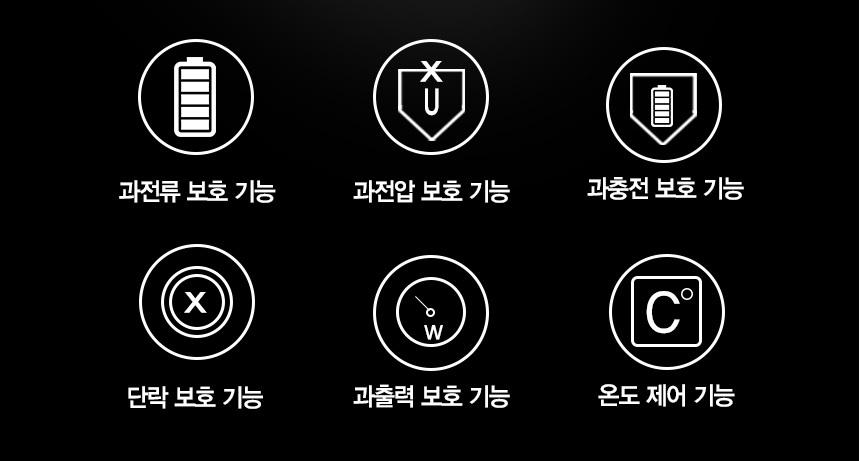 X
U
과전류 보호 기능
과전압 보호 기능
과충전 보호 기능
X
W
C°
단락 보호 기능
과출력 보호 기능
온도 제어 기능